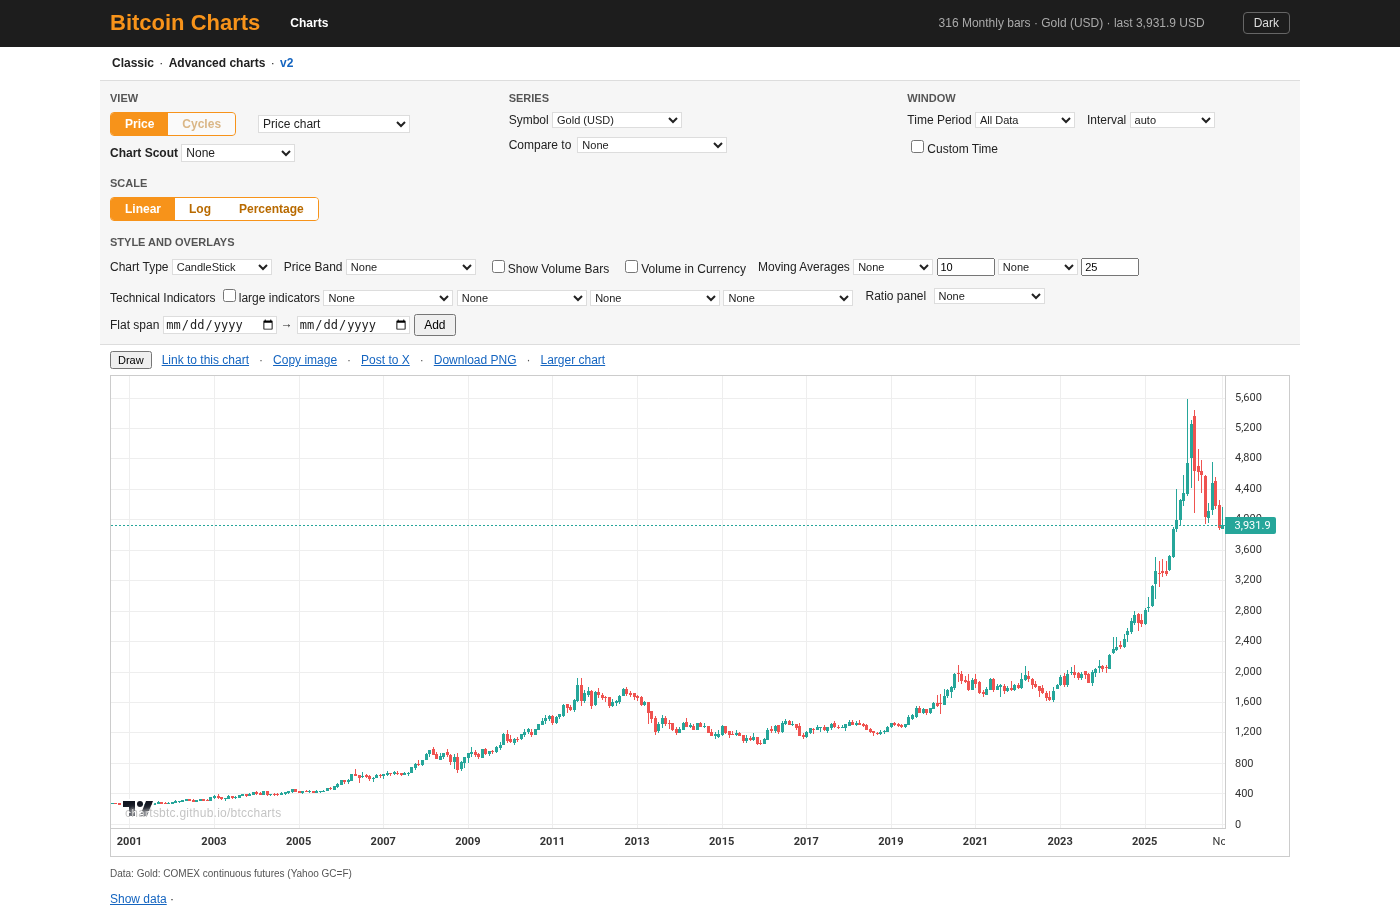 Bitcoin Charts
Charts
316 Monthly bars · Gold (USD) · last 3,931.9 USD
Dark
Classic · Advanced charts · v2
VIEW
Price Cycles Price chart
Chart Scout None
SERIES
Symbol Gold (USD)
Compare to None
WINDOW
Time Period All Data Interval auto
Custom Time
SCALE
Linear Log Percentage
STYLE AND OVERLAYS
Chart Type CandleStick Price Band None Show Volume Bars Volume in Currency Moving Averages None 10 None 25
Technical Indicators large indicators None None None None Ratio panel None
Flat span mm/dd/yyyy → mm/dd/yyyy Add
Draw Link to this chart · Copy image · Post to X · Download PNG · Larger chart
5,600
5,200
4,800
4,400
3,931.9
3,600
3,200
2,800
2,400
2,000
1,600
1,200
800
400
0
chartsbtc.github.io/btccharts
2001 2003 2005 2007 2009 2011 2013 2015 2017 2019 2021 2023 2025
Data: Gold: COMEX continuous futures (Yahoo GC=F)
Show data ·